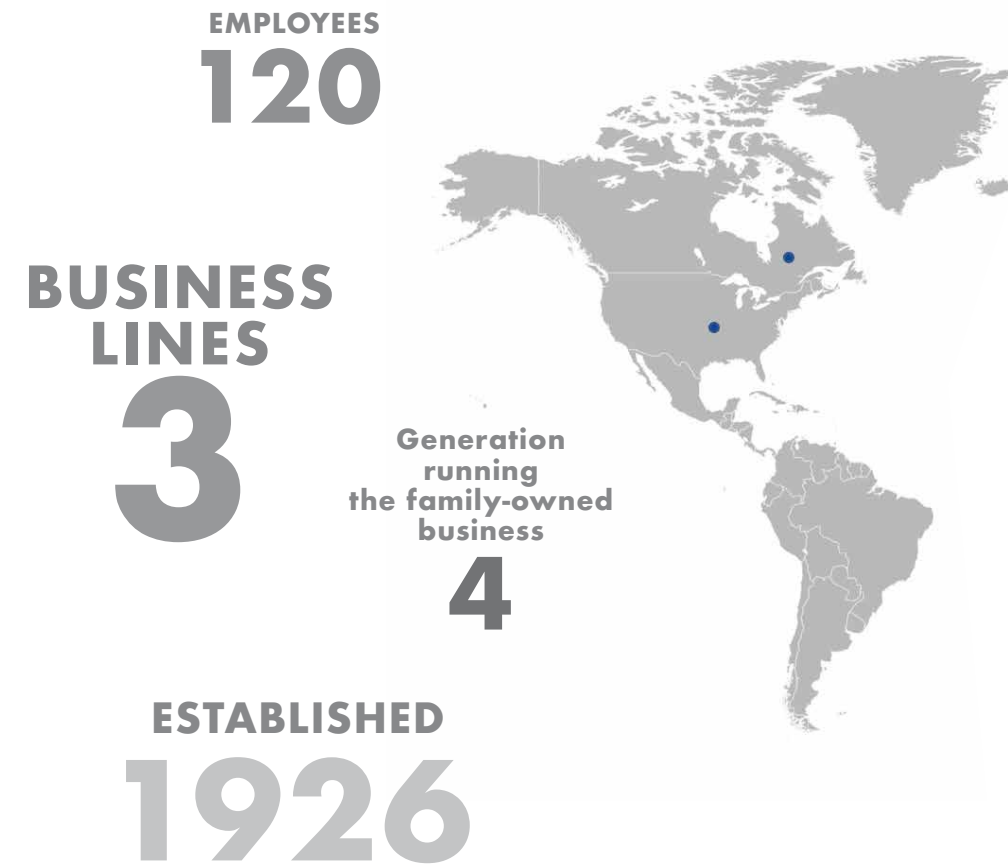 EMPLOYEES
120
BUSINESS
LINES
3
Generation
running
the family-owned
business
4
ESTABLISHED
1926